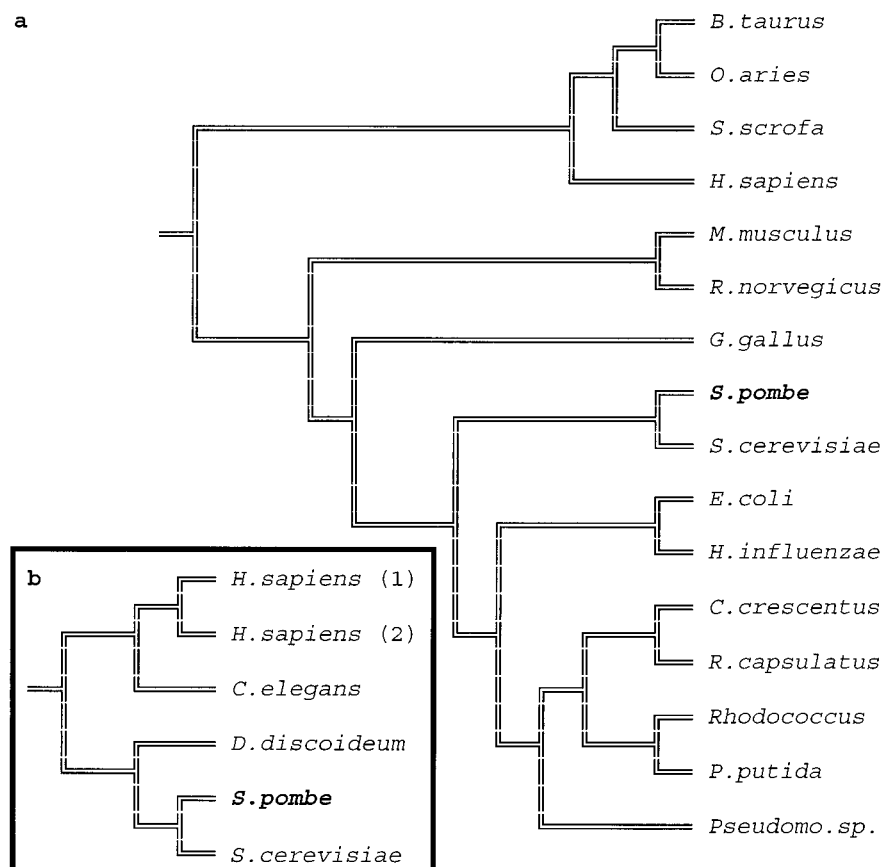 a
B.taurus
O.aries
S.scrofa
H.sapiens
M.musculus
R.norvegicus
G.gallus
S.pombe
S.cerevisiae
E.coli
H.influenzae
C.crescentus
R.capsulatus
Rhodococcus
P.putida
Pseudomo.sp.
b
H.sapiens (1)
H.sapiens (2)
C.elegans
D.discoideum
S.pombe
S.cerevisiae